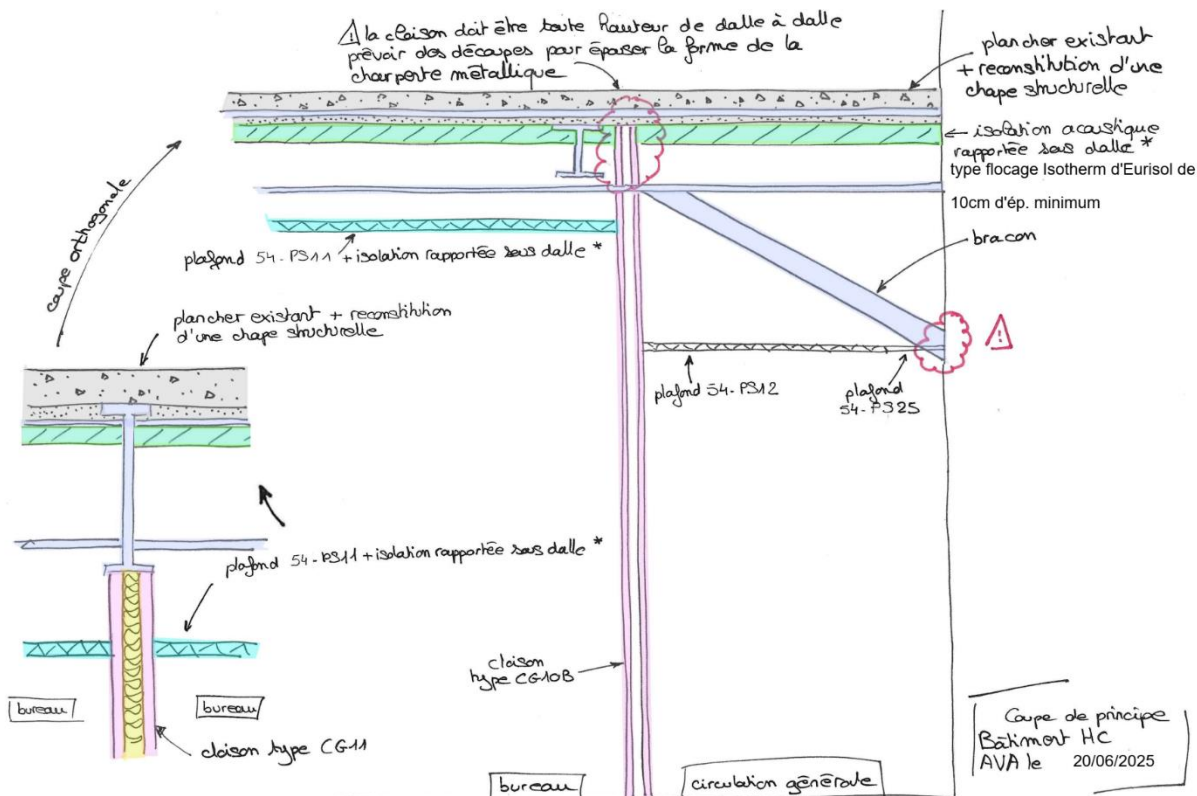 ⚠ la cloison doit être toute hauteur de dalle à dalle
prévoir des découpes pour épouser la forme de la
charpente métallique
plancher existant
+ reconstitution d'une
chape structurelle
← isolation acoustique
rapportée sous dalle *
type flocage Isotherm d'Eurisol de
10cm d'ép. minimum
bracon
coupe orthogonale
plafond 54-PS11 + isolation rapportée sous dalle *
plancher existant + reconstitution
d'une chape structurelle
plafond 54-PS12
plafond
54-PS25
plafond 54-PS11 + isolation rapportée sous dalle *
cloison
type CG10B
bureau
bureau
cloison type CG11
bureau
circulation générale
Coupe de principe
Bâtiment HC
AVA le 20/06/2025